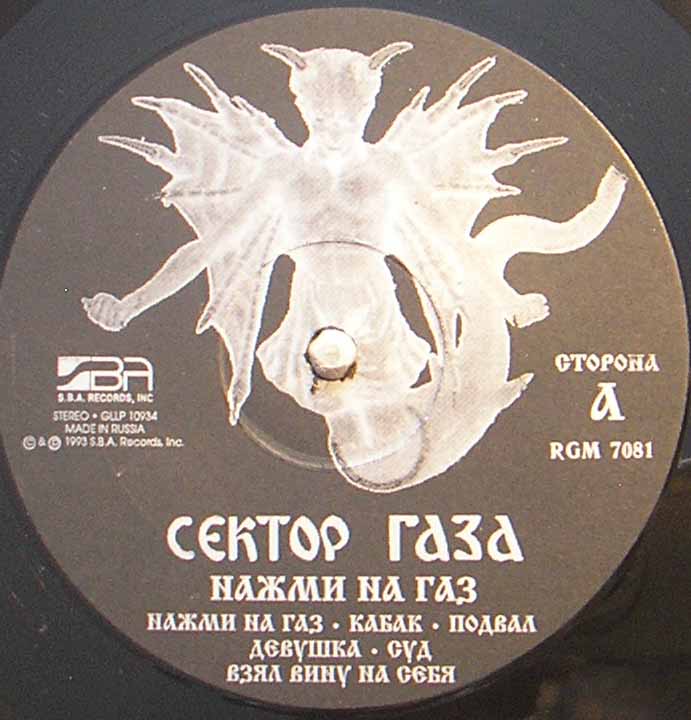 SBA
S.B.A. RECORDS, INC
STEREO • GLLP 10934
MADE IN RUSSIA
© & ℗ 1993 S.B.A. Records, Inc.
СТОРОНА
А
RGM 7081
СЕКТОР ГАЗА
НАЖМИ НА ГАЗ
НАЖМИ НА ГАЗ • КАБАК • ПОДВАЛ
ДЕВУШКА • СУД
ВЗЯЛ ВИНУ НА СЕБЯ